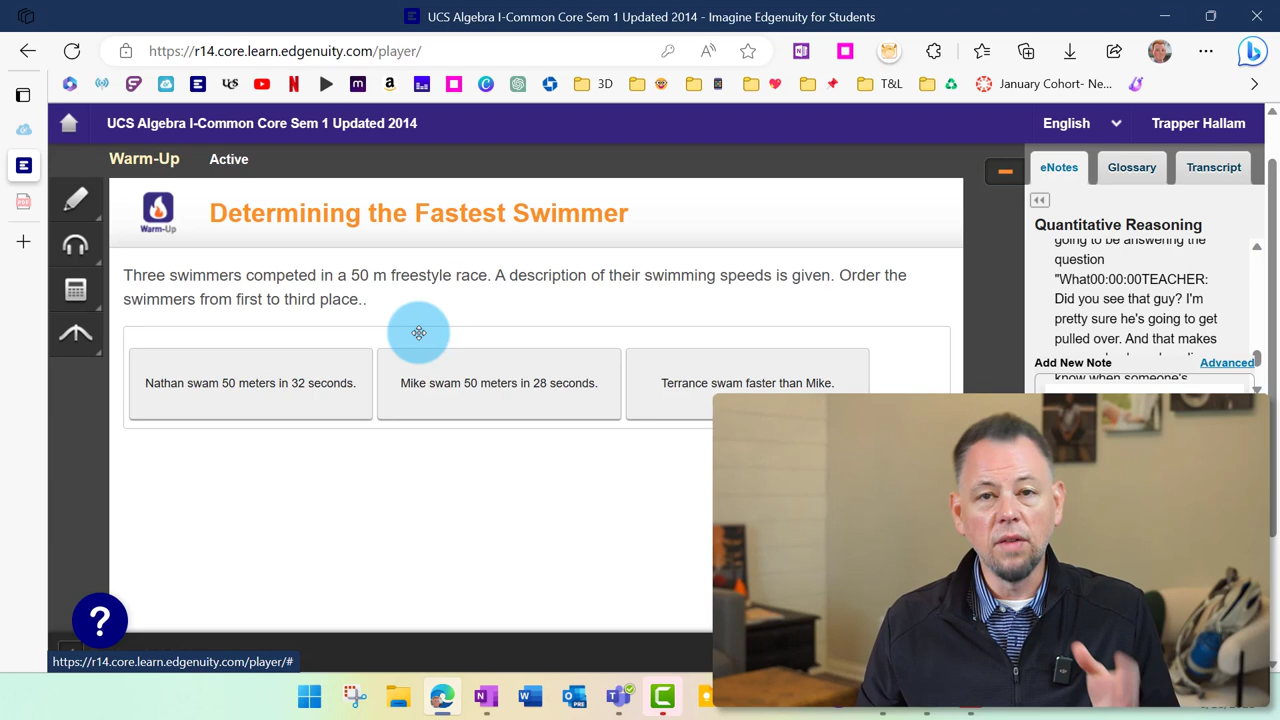 UCS Algebra I-Common Core Sem 1 Updated 2014 - Imagine Edgenuity for Students
https://r14.core.learn.edgenuity.com/player/
3D
T&L
January Cohort- Ne...
UCS Algebra I-Common Core Sem 1 Updated 2014
English
Trapper Hallam
Warm-Up
Active
eNotes
Glossary
Transcript
Warm-Up
Determining the Fastest Swimmer
Three swimmers competed in a 50 m freestyle race. A description of their swimming speeds is given. Order the
swimmers from first to third place..
Nathan swam 50 meters in 32 seconds.
Mike swam 50 meters in 28 seconds.
Terrance swam faster than Mike.
Quantitative Reasoning
going to be answering the
question
"What00:00:00TEACHER:
Did you see that guy? I'm
pretty sure he's going to get
pulled over. And that makes
know when someone's
Add New Note
Advanced
?
https://r14.core.learn.edgenuity.com/player/#